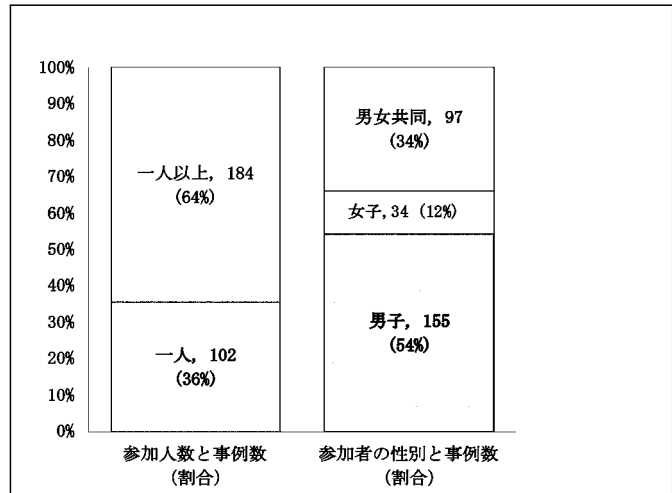 100%
90%
80%
70%
60%
50%
40%
30%
20%
10%
0%
一人以上, 184
(64%)
一人, 102
(36%)
男女共同, 97
(34%)
女子, 34 (12%)
男子, 155
(54%)
参加人数と事例数
(割合)
参加者の性別と事例数
(割合)